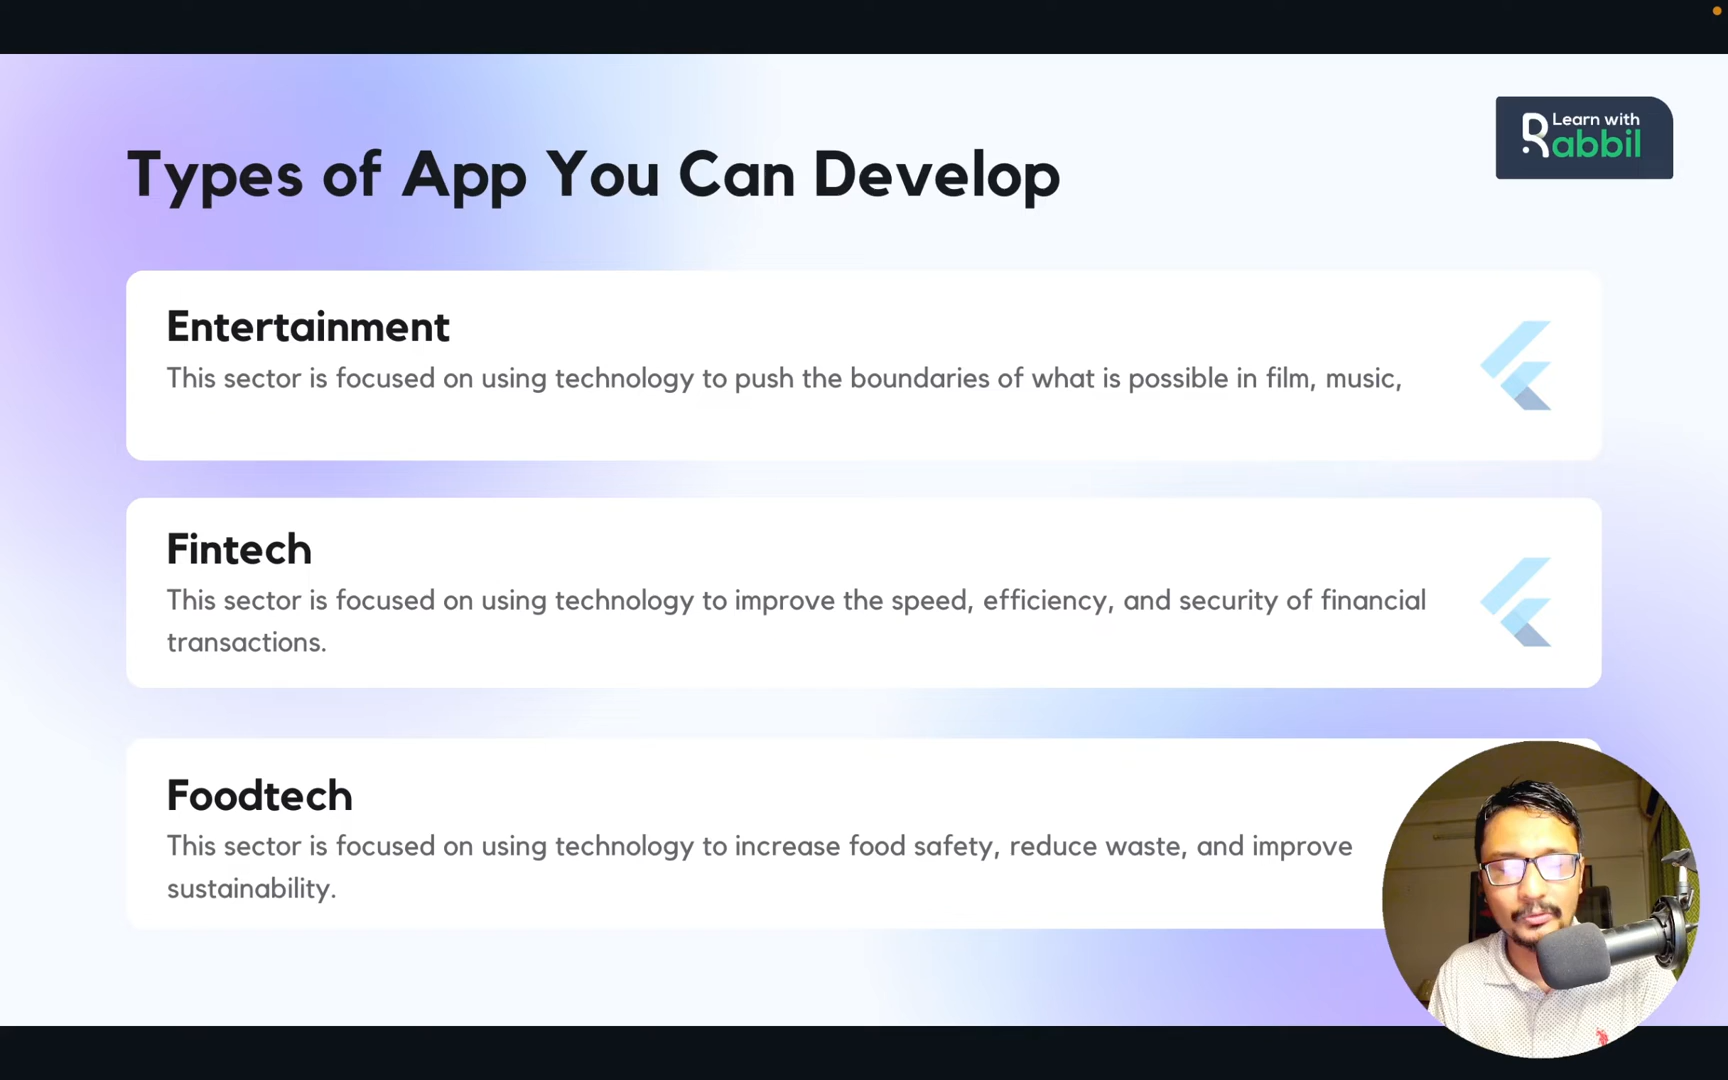 Learn with
Rabbil
Types of App You Can Develop
Entertainment
This sector is focused on using technology to push the boundaries of what is possible in film, music,
Fintech
This sector is focused on using technology to improve the speed, efficiency, and security of financial
transactions.
Foodtech
This sector is focused on using technology to increase food safety, reduce waste, and improve
sustainability.